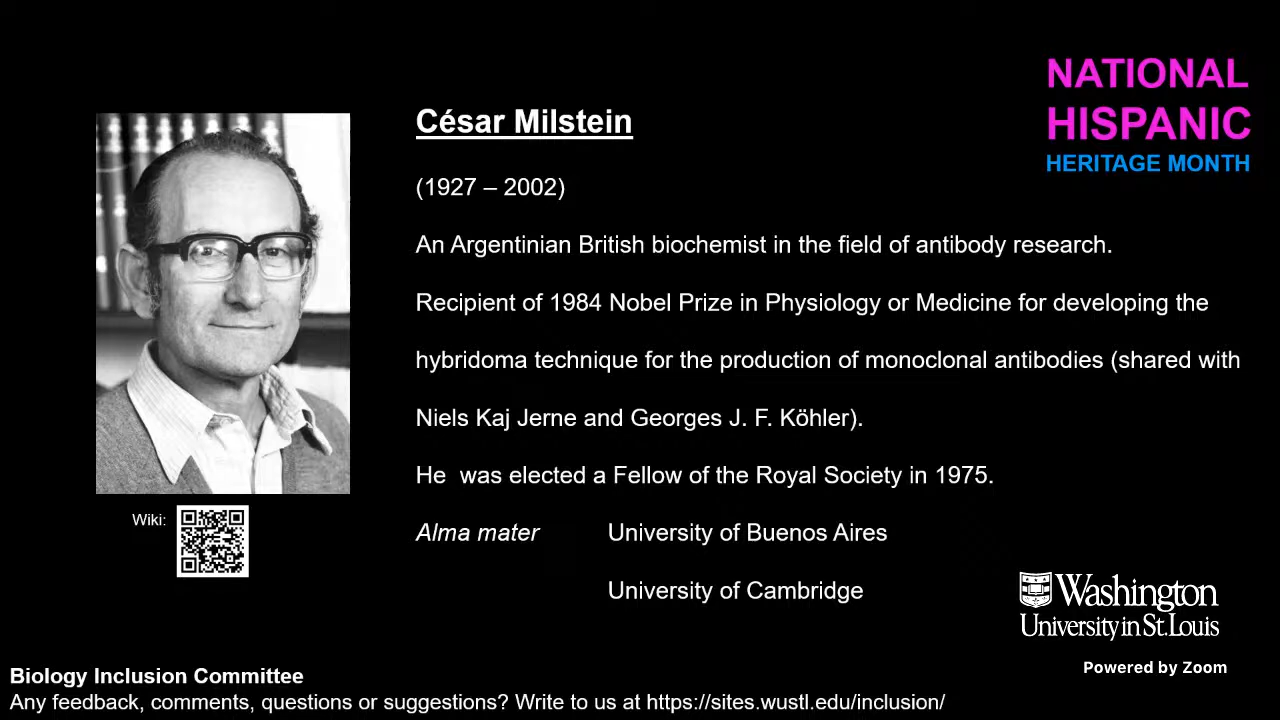 NATIONAL
HISPANIC
HERITAGE MONTH
César Milstein
(1927 – 2002)
An Argentinian British biochemist in the field of antibody research.
Recipient of 1984 Nobel Prize in Physiology or Medicine for developing the
hybridoma technique for the production of monoclonal antibodies (shared with
Niels Kaj Jerne and Georges J. F. Köhler).
He  was elected a Fellow of the Royal Society in 1975.
Alma mater University of Buenos Aires
University of Cambridge
Wiki:
Washington
University in St. Louis
Powered by Zoom
Biology Inclusion Committee
Any feedback, comments, questions or suggestions? Write to us at https://sites.wustl.edu/inclusion/